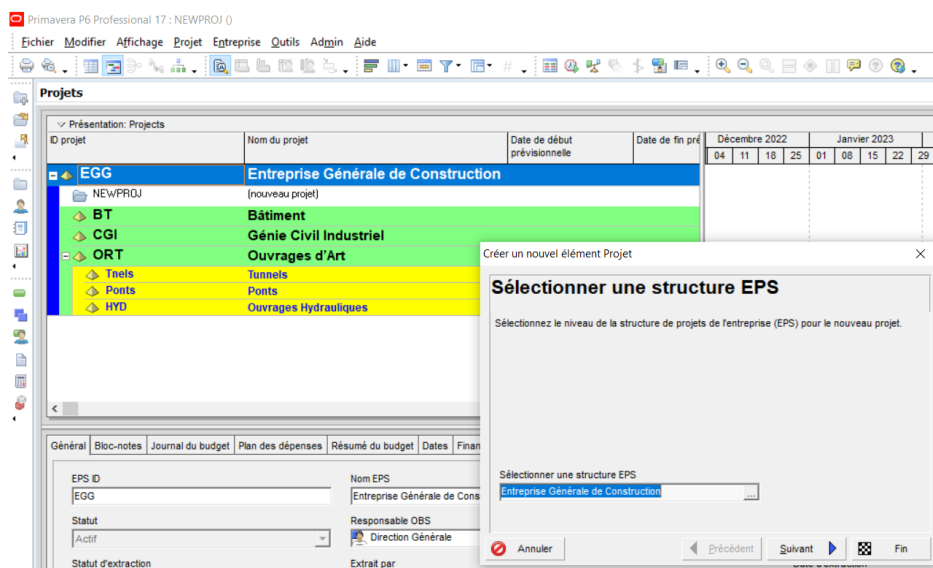 Primavera P6 Professional 17 : NEWPROJ ()
Fichier Modifier Affichage Projet Entreprise Outils Admin Aide
Projets
Présentation: Projects
ID projet Nom du projet Date de début prévisionnelle Date de fin pré Décembre 2022 Janvier 2023
04 11 18 25 01 08 15 22 29
EGG Entreprise Générale de Construction
NEWPROJ (nouveau projet)
BT Bâtiment
CGI Génie Civil Industriel
ORT Ouvrages d'Art
Tnels Tunnels
Ponts Ponts
HYD Ouvrages Hydrauliques
Créer un nouvel élément Projet
Sélectionner une structure EPS
Sélectionnez le niveau de la structure de projets de l'entreprise (EPS) pour le nouveau projet.
Sélectionner une structure EPS
Entreprise Générale de Construction ...
Annuler Précédent Suivant Fin
Général Bloc-notes Journal du budget Plan des dépenses Résumé du budget Dates Finan
EPS ID Nom EPS
EGG Entreprise Générale de Cons
Statut Responsable OBS
Actif Direction Générale
Statut d'extraction Extrait par Date d'extraction